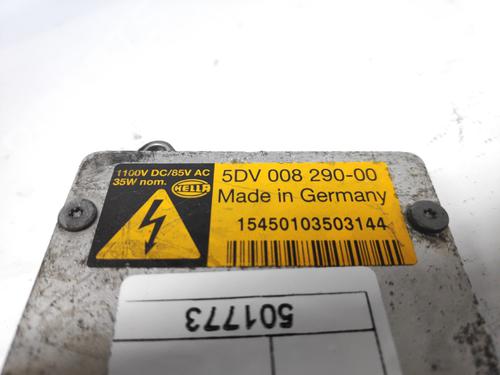 1100V DC/85V AC
35W nom.
HELLA
5DV 008 290-00
Made in Germany
15450103503144
501773